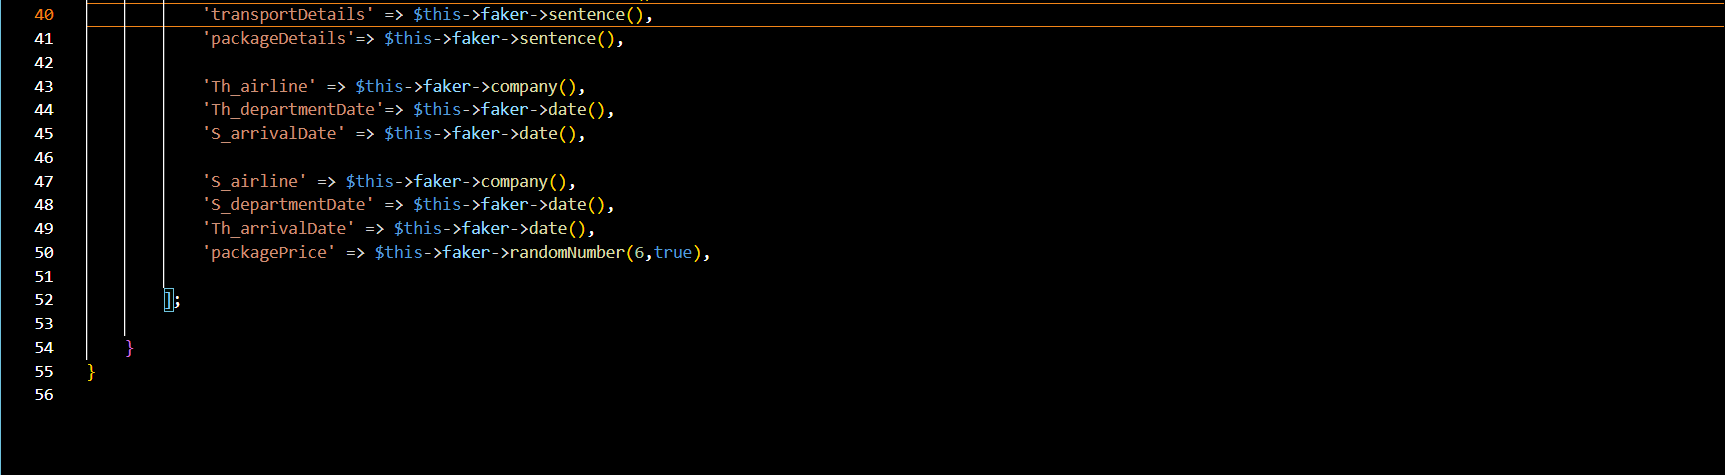 40 'transportDetails' => $this->faker->sentence(),
41 'packageDetails'=> $this->faker->sentence(),
42
43 'Th_airline' => $this->faker->company(),
44 'Th_departmentDate'=> $this->faker->date(),
45 'S_arrivalDate' => $this->faker->date(),
46
47 'S_airline' => $this->faker->company(),
48 'S_departmentDate' => $this->faker->date(),
49 'Th_arrivalDate' => $this->faker->date(),
50 'packagePrice' => $this->faker->randomNumber(6,true),
51
52 ];
53
54 }
55 }
56